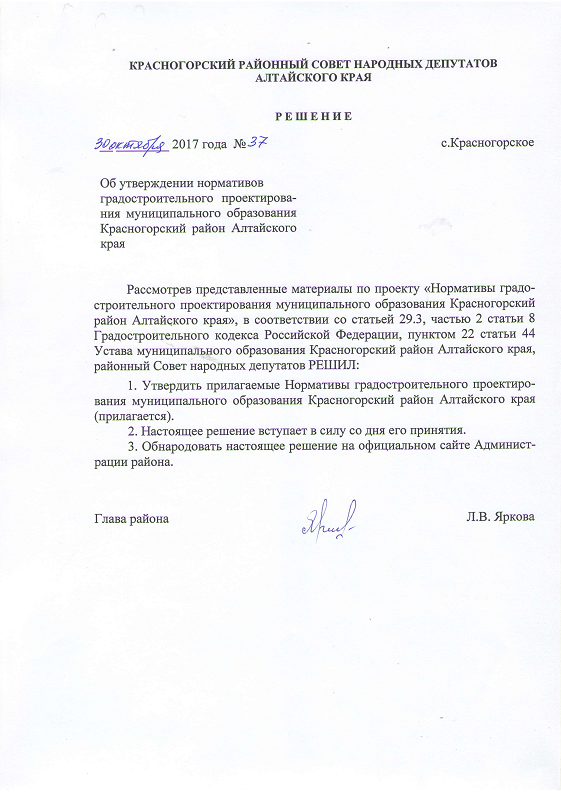 КРАСНОГОРСКИЙ РАЙОННЫЙ СОВЕТ НАРОДНЫХ ДЕПУТАТОВ
АЛТАЙСКОГО КРАЯ
Р Е Ш Е Н И Е
30 октября 2017 года № 37 с.Красногорское
Об утверждении нормативов
градостроительного проектирова-
ния муниципального образования
Красногорский район Алтайского
края
Рассмотрев представленные материалы по проекту «Нормативы градо-
строительного проектирования муниципального образования Красногорский
район Алтайского края», в соответствии со статьей 29.3, частью 2 статьи 8
Градостроительного кодекса Российской Федерации, пунктом 22 статьи 44
Устава муниципального образования Красногорский район Алтайского края,
районный Совет народных депутатов РЕШИЛ:
1. Утвердить прилагаемые Нормативы градостроительного проектиро-
вания муниципального образования Красногорский район Алтайского края
(прилагается).
2. Настоящее решение вступает в силу со дня его принятия.
3. Обнародовать настоящее решение на официальном сайте Админист-
рации района.
Глава района Л.В. Яркова